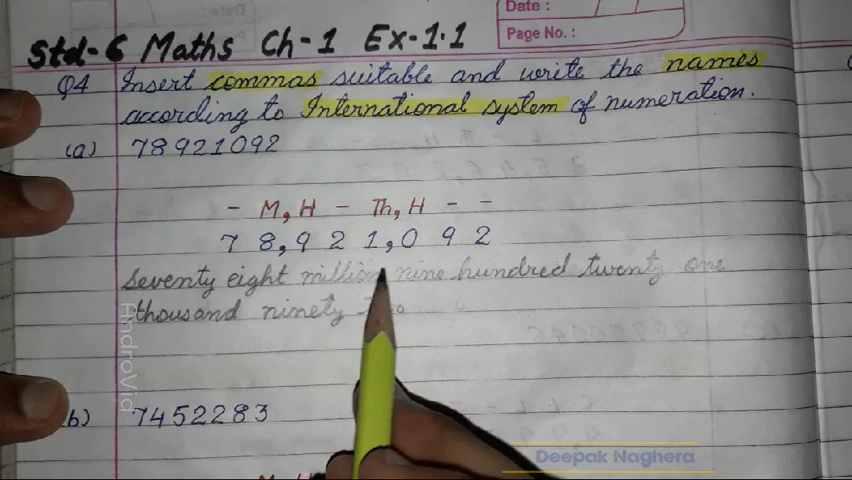 Date :
Page No. :
Std-6 Maths Ch-1 Ex-1.1
Q4 Insert commas suitable and write the names
according to International system of numeration.
(a) 78921092
- M, H - Th, H - -
7 8, 9 2 1, 0 9 2
Seventy eight million nine hundred twenty one
thousand ninety
(b) 7452283
AndroVid
Deepak Naghera